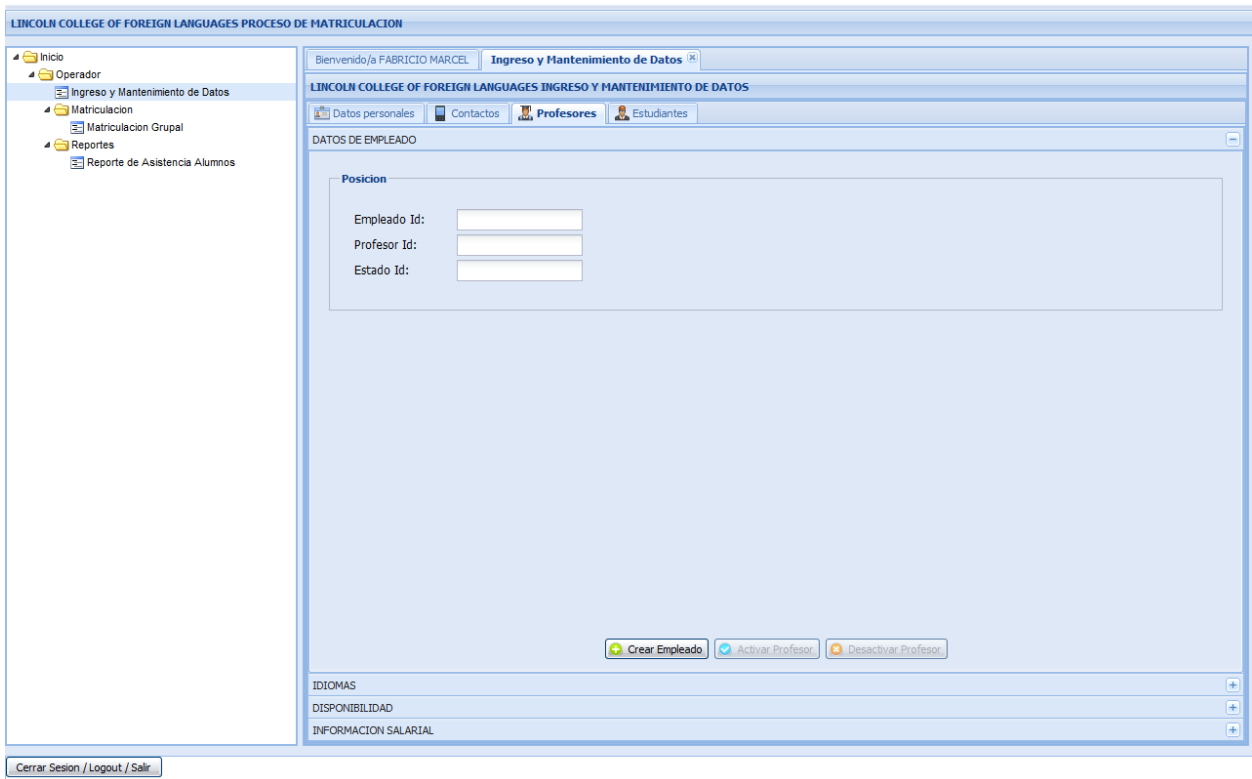 LINCOLN COLLEGE OF FOREIGN LANGUAGES PROCESO DE MATRICULACION
Inicio
Operador
Ingreso y Mantenimiento de Datos
Matriculacion
Matriculacion Grupal
Reportes
Reporte de Asistencia Alumnos
Bienvenido/a FABRICIO MARCEL Ingreso y Mantenimiento de Datos
LINCOLN COLLEGE OF FOREIGN LANGUAGES INGRESO Y MANTENIMIENTO DE DATOS
Datos personales Contactos Profesores Estudiantes
DATOS DE EMPLEADO
Posicion
Empleado Id:
Profesor Id:
Estado Id:
Crear Empleado Activar Profesor Desactivar Profesor
IDIOMAS
DISPONIBILIDAD
INFORMACION SALARIAL
Cerrar Sesion / Logout / Salir